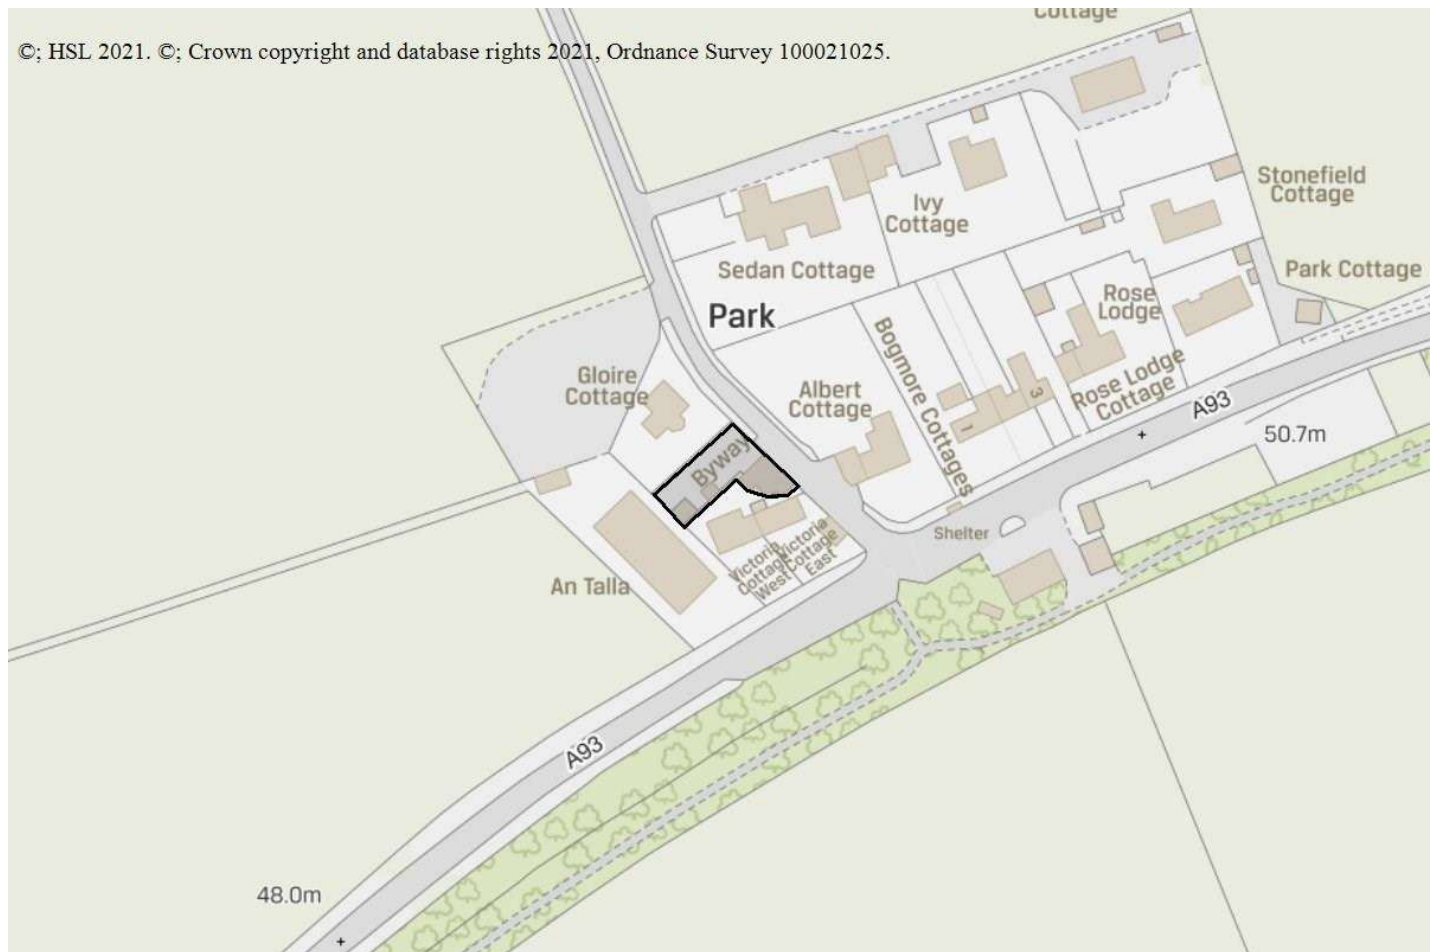 Cottage
©; HSL 2021. ©; Crown copyright and database rights 2021, Ordnance Survey 100021025.
Stonefield
Cottage
Ivy
Cottage
Sedan Cottage
Park Cottage
Park
Rose
Lodge
Gloire
Cottage
Albert
Cottage
Bogmore Cottages
1
3
Rose Lodge
Cottage
A93
50.7m
Byway
Shelter
Victoria
Cottage
West
Victoria
Cottage
East
An Talla
A93
48.0m